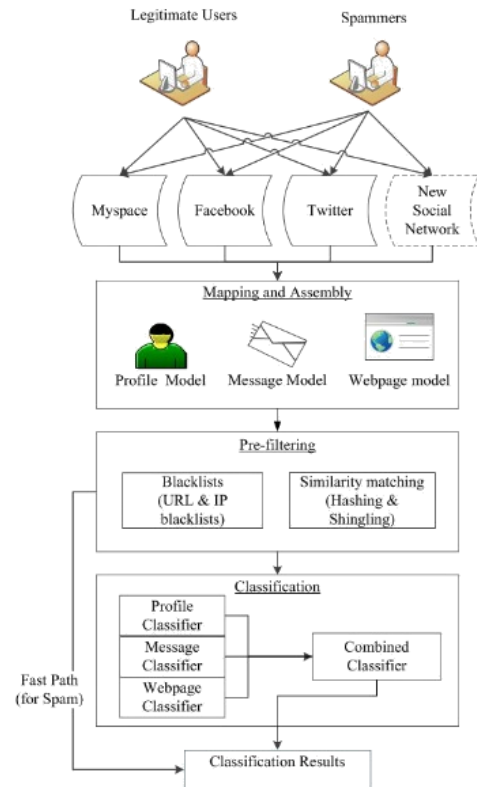 Legitimate Users
Spammers
Myspace
Facebook
Twitter
New
Social
Network
Mapping and Assembly
Profile Model
Message Model
Webpage model
Pre-filtering
Blacklists
(URL & IP
blacklists)
Similarity matching
(Hashing &
Shingling)
Classification
Profile
Classifier
Message
Classifier
Webpage
Classifier
Combined
Classifier
Fast Path
(for Spam)
Classification Results